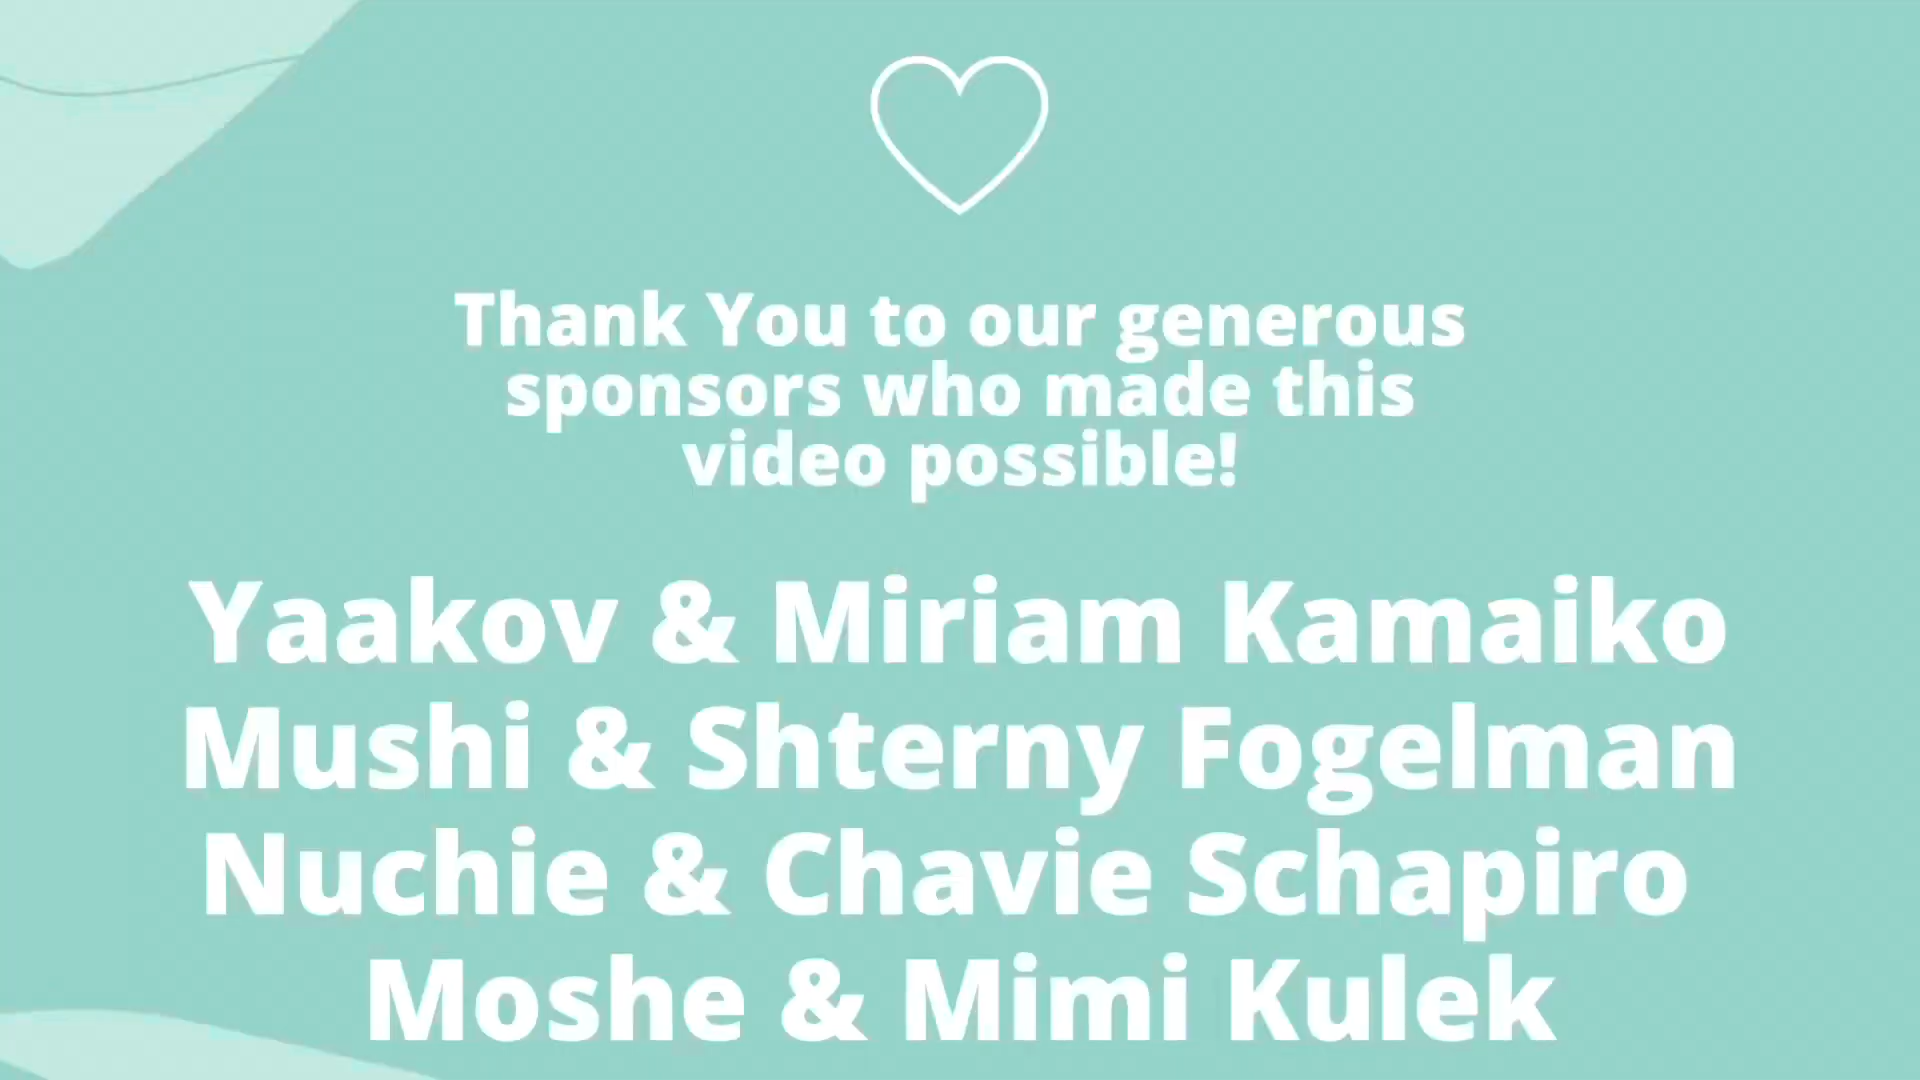 Thank You to our generous
sponsors who made this
video possible!
Yaakov & Miriam Kamaiko
Mushi & Shterny Fogelman
Nuchie & Chavie Schapiro
Moshe & Mimi Kulek